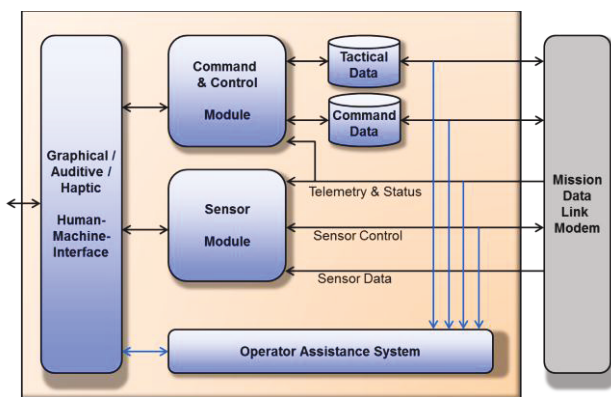 Graphical /
Auditive /
Haptic
Human-
Machine-
Interface
Command
& Control
Module
Tactical
Data
Command
Data
Telemetry & Status
Sensor
Module
Sensor Control
Sensor Data
Operator Assistance System
Mission
Data
Link
Modem